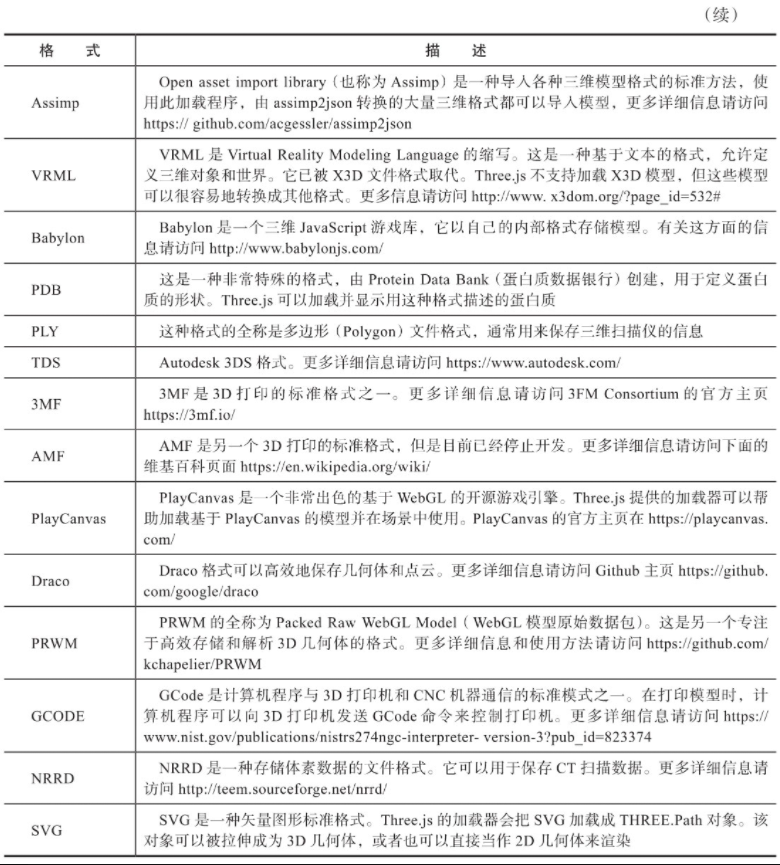 （续）
格 式 描 述
Assimp
Open asset import library（也称为 Assimp）是一种导入各种三维模型格式的标准方法，使
用此加载程序，由 assimp2json 转换的大量三维格式都可以导入模型，更多详细信息请访问
https:// github.com/acgessler/assimp2json
VRML
VRML 是 Virtual Reality Modeling Language 的缩写。这是一种基于文本的格式，允许定
义三维对象和世界。它已被 X3D 文件格式取代。Three.js 不支持加载 X3D 模型，但这些模型
可以很容易地转换成其他格式。更多信息请访问 http://www. x3dom.org/?page_id=532#
Babylon
Babylon 是一个三维 JavaScript 游戏库，它以自己的内部格式存储模型。有关这方面的信
息请访问 http://www.babylonjs.com/
PDB
这是一种非常特殊的格式，由 Protein Data Bank（蛋白质数据银行）创建，用于定义蛋白
质的形状。Three.js 可以加载并显示用这种格式描述的蛋白质
PLY
这种格式的全称是多边形（Polygon）文件格式，通常用来保存三维扫描仪的信息
TDS
Autodesk 3DS 格式。更多详细信息请访问 https://www.autodesk.com/
3MF
3MF 是 3D 打印的标准格式之一。更多详细信息请访问 3FM Consortium 的官方主页
https://3mf.io/
AMF
AMF 是另一个 3D 打印的标准格式，但是目前已经停止开发。更多详细信息请访问下面的
维基百科页面 https://en.wikipedia.org/wiki/
PlayCanvas
PlayCanvas 是一个非常出色的基于 WebGL 的开源游戏引擎。Three.js 提供的加载器可以帮
助加载基于 PlayCanvas 的模型并在场景中使用。PlayCanvas 的官方主页在 https://playcanvas.
com/
Draco
Draco 格式可以高效地保存几何体和点云。更多详细信息请访问 Github 主页 https://github.
com/google/draco
PRWM
PRWM 的全称为 Packed Raw WebGL Model（ WebGL 模型原始数据包）。这是另一个专注
于高效存储和解析 3D 几何体的格式。更多详细信息和使用方法请访问 https://github.com/
kchapelier/PRWM
GCODE
GCode 是计算机程序与 3D 打印机和 CNC 机器通信的标准模式之一。在打印模型时，计
算机程序可以向 3D 打印机发送 GCode 命令来控制打印机。更多详细信息请访问 https://
www.nist.gov/publications/nistrs274ngc-interpreter- version-3?pub_id=823374
NRRD
NRRD 是一种存储体素数据的文件格式。它可以用于保存 CT 扫描数据。更多详细信息请
访问 http://teem.sourceforge.net/nrrd/
SVG
SVG 是一种矢量图形标准格式。Three.js 的加载器会把 SVG 加载成 THREE.Path 对象。该
对象可以被拉伸成为 3D 几何体，或者也可以直接当作 2D 几何体来渲染